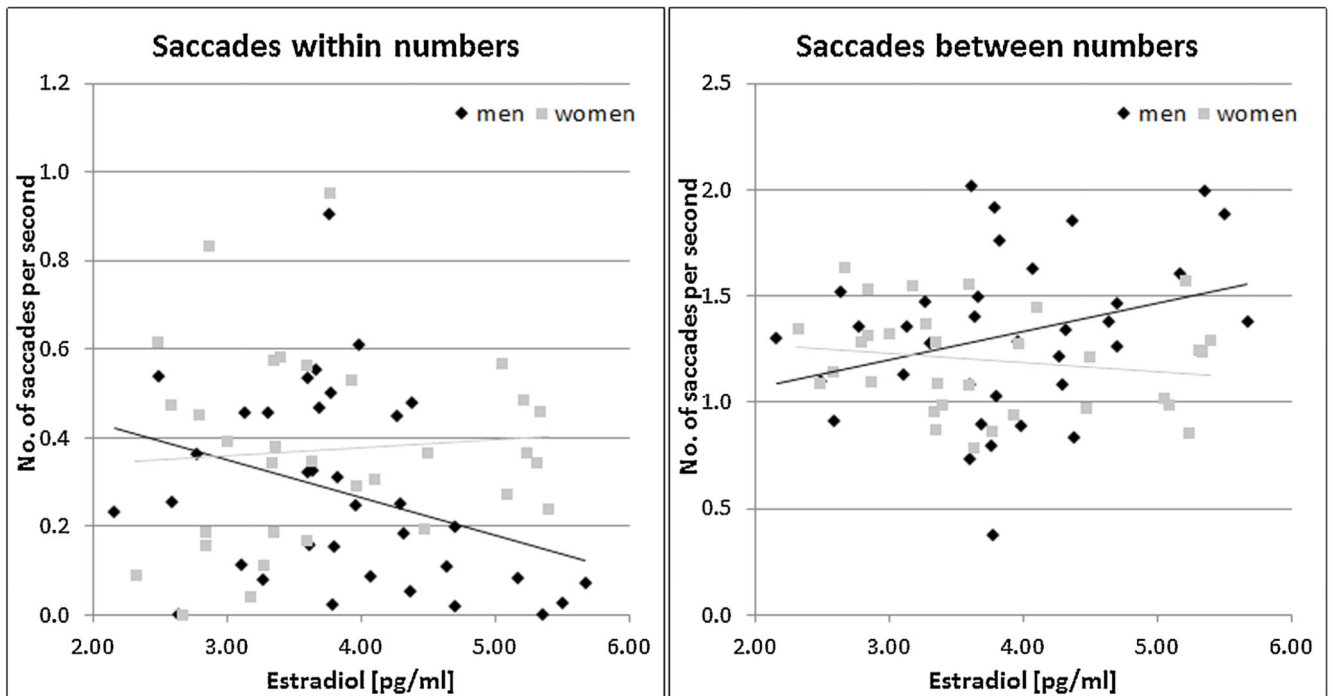 Saccades within numbers
1.2
men women
1.0
0.8
0.6
0.4
0.2
0.0
No. of saccades per second
2.00 3.00 4.00 5.00 6.00
Estradiol [pg/ml]
Saccades between numbers
2.5
men women
2.0
1.5
1.0
0.5
0.0
No. of saccades per second
2.00 3.00 4.00 5.00 6.00
Estradiol [pg/ml]